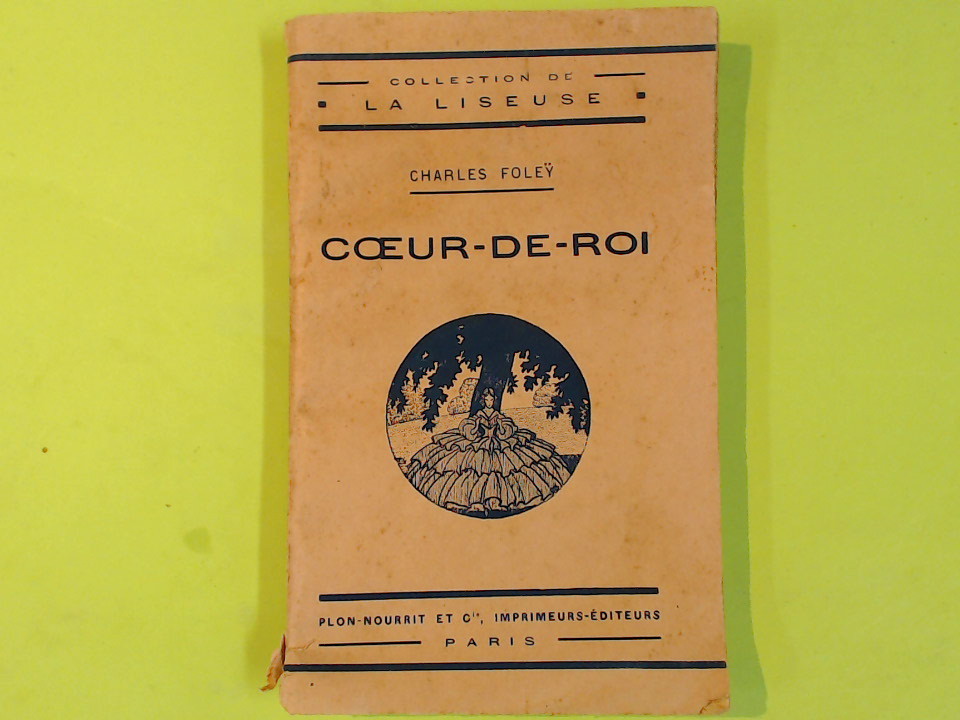 COLLECTION DE
LA LISEUSE
CHARLES FOLEŸ
CŒUR-DE-ROI
PLON-NOURRIT ET Cⁱᵉ, IMPRIMEURS-ÉDITEURS
PARIS